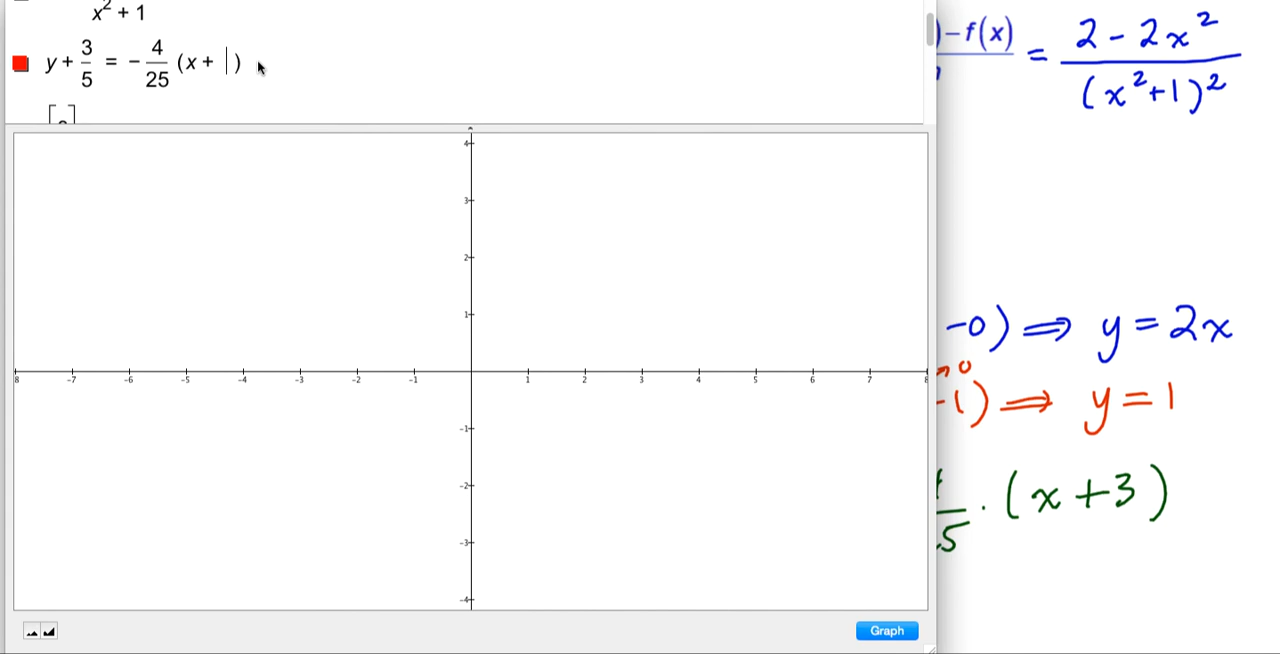 x² + 1
y + 3/5 = - 4/25 (x + )
4
3
2
1
8 -7 -6 -5 -4 -3 -2 -1 1 2 3 4 5 6 7 8
-1
-2
-3
-4
Graph
) - f(x) = 2 - 2x² / (x²+1)²
-0) ⟹ y = 2x
0
-1) ⟹ y = 1
5 · (x + 3)